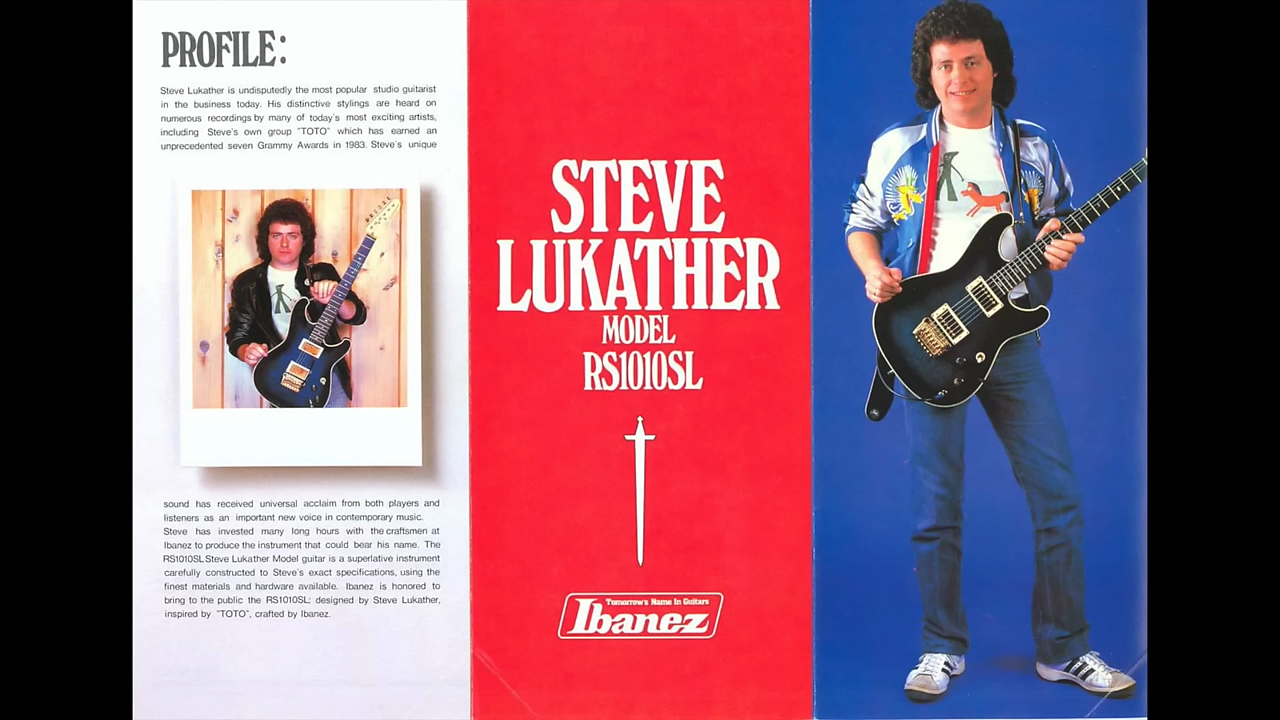 PROFILE:
Steve Lukather is undisputedly the most popular studio guitarist
in the business today. His distinctive stylings are heard on
numerous recordings by many of today's most exciting artists,
including Steve's own group "TOTO" which has earned an
unprecedented seven Grammy Awards in 1983. Steve's unique
sound has received universal acclaim from both players and
listeners as an important new voice in contemporary music.
Steve has invested many long hours with the craftsmen at
Ibanez to produce the instrument that could bear his name. The
RS1010SL Steve Lukather Model guitar is a superlative instrument
carefully constructed to Steve's exact specifications, using the
finest materials and hardware available. Ibanez is honored to
bring to the public the RS1010SL; designed by Steve Lukather,
inspired by "TOTO", crafted by Ibanez.
STEVE
LUKATHER
MODEL
RS1010SL
Tomorrow's Name In Guitars
Ibanez